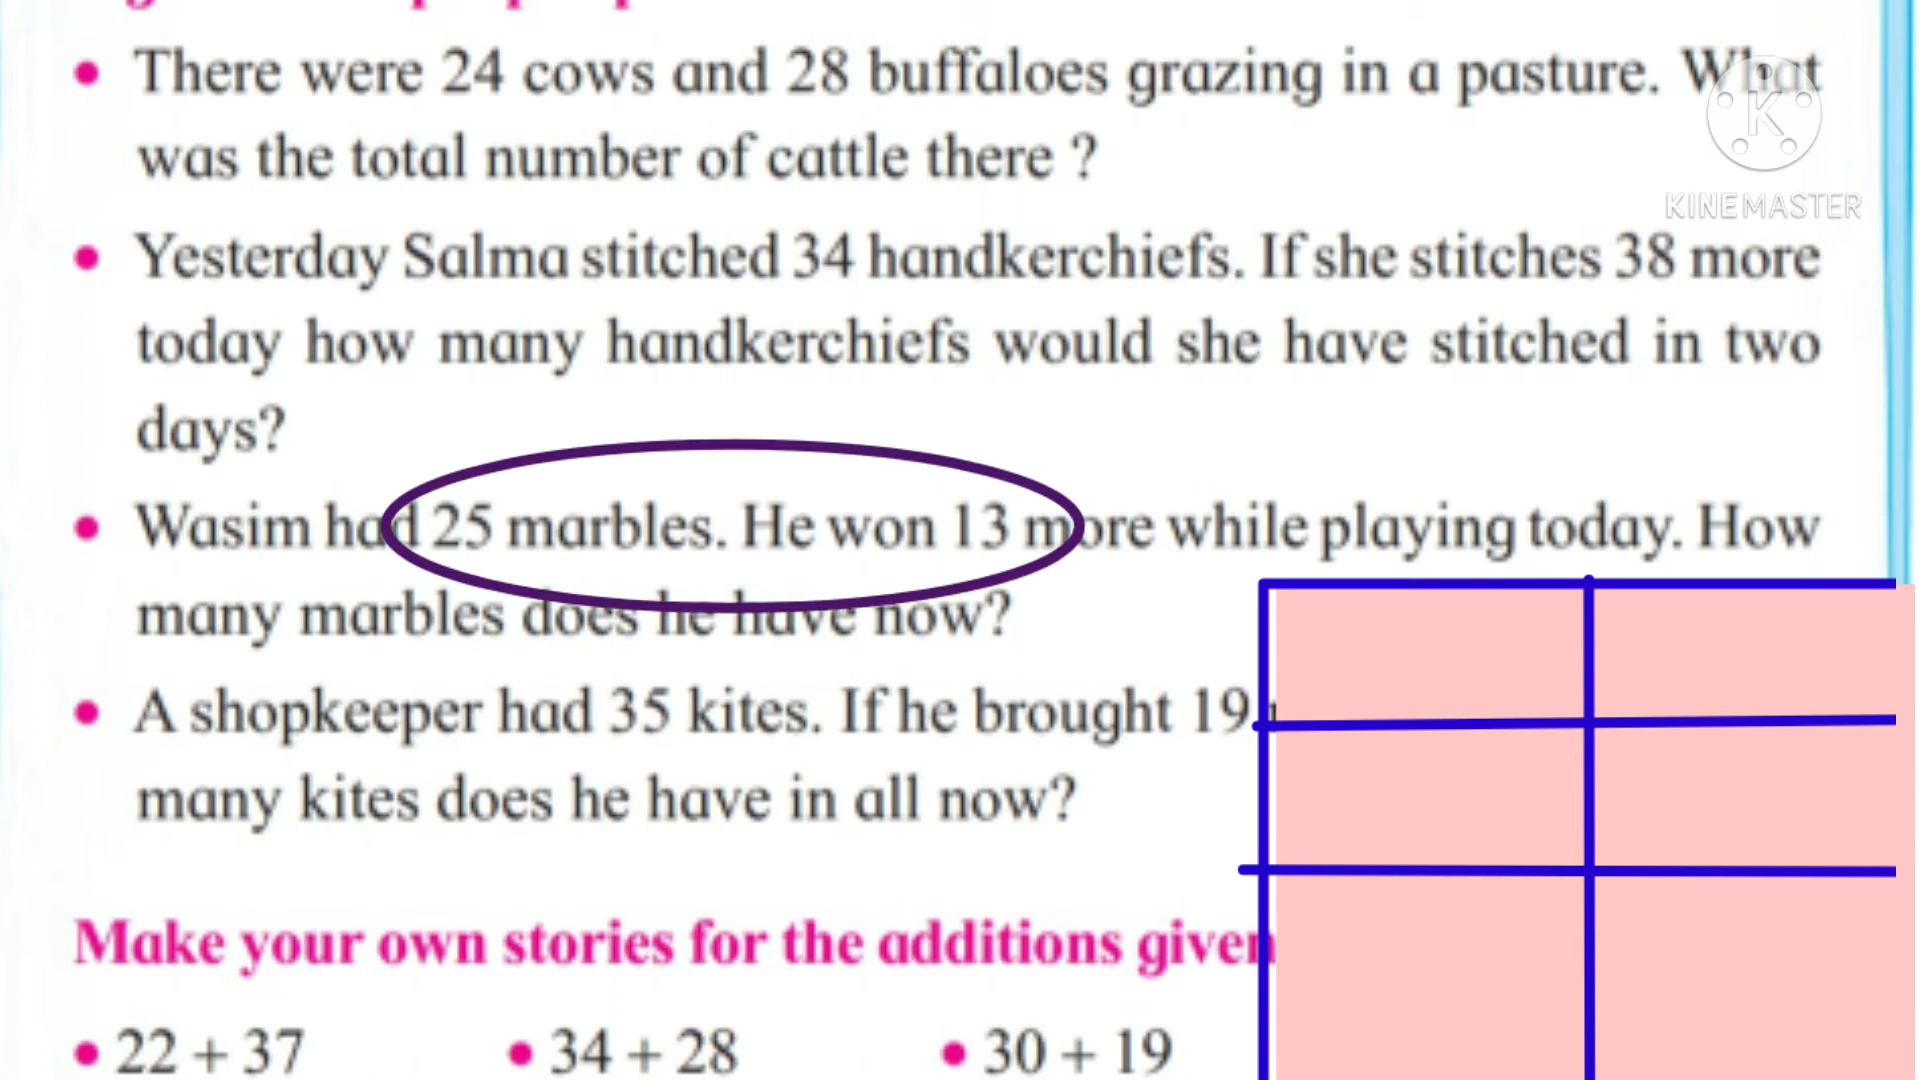 • There were 24 cows and 28 buffaloes grazing in a pasture. What
was the total number of cattle there ?
• Yesterday Salma stitched 34 handkerchiefs. If she stitches 38 more
today how many handkerchiefs would she have stitched in two
days?
• Wasim had 25 marbles. He won 13 more while playing today. How
many marbles does he have now?
• A shopkeeper had 35 kites. If he brought 19
many kites does he have in all now?
Make your own stories for the additions given
• 22 + 37 • 34 + 28 • 30 + 19
K
KINEMASTER